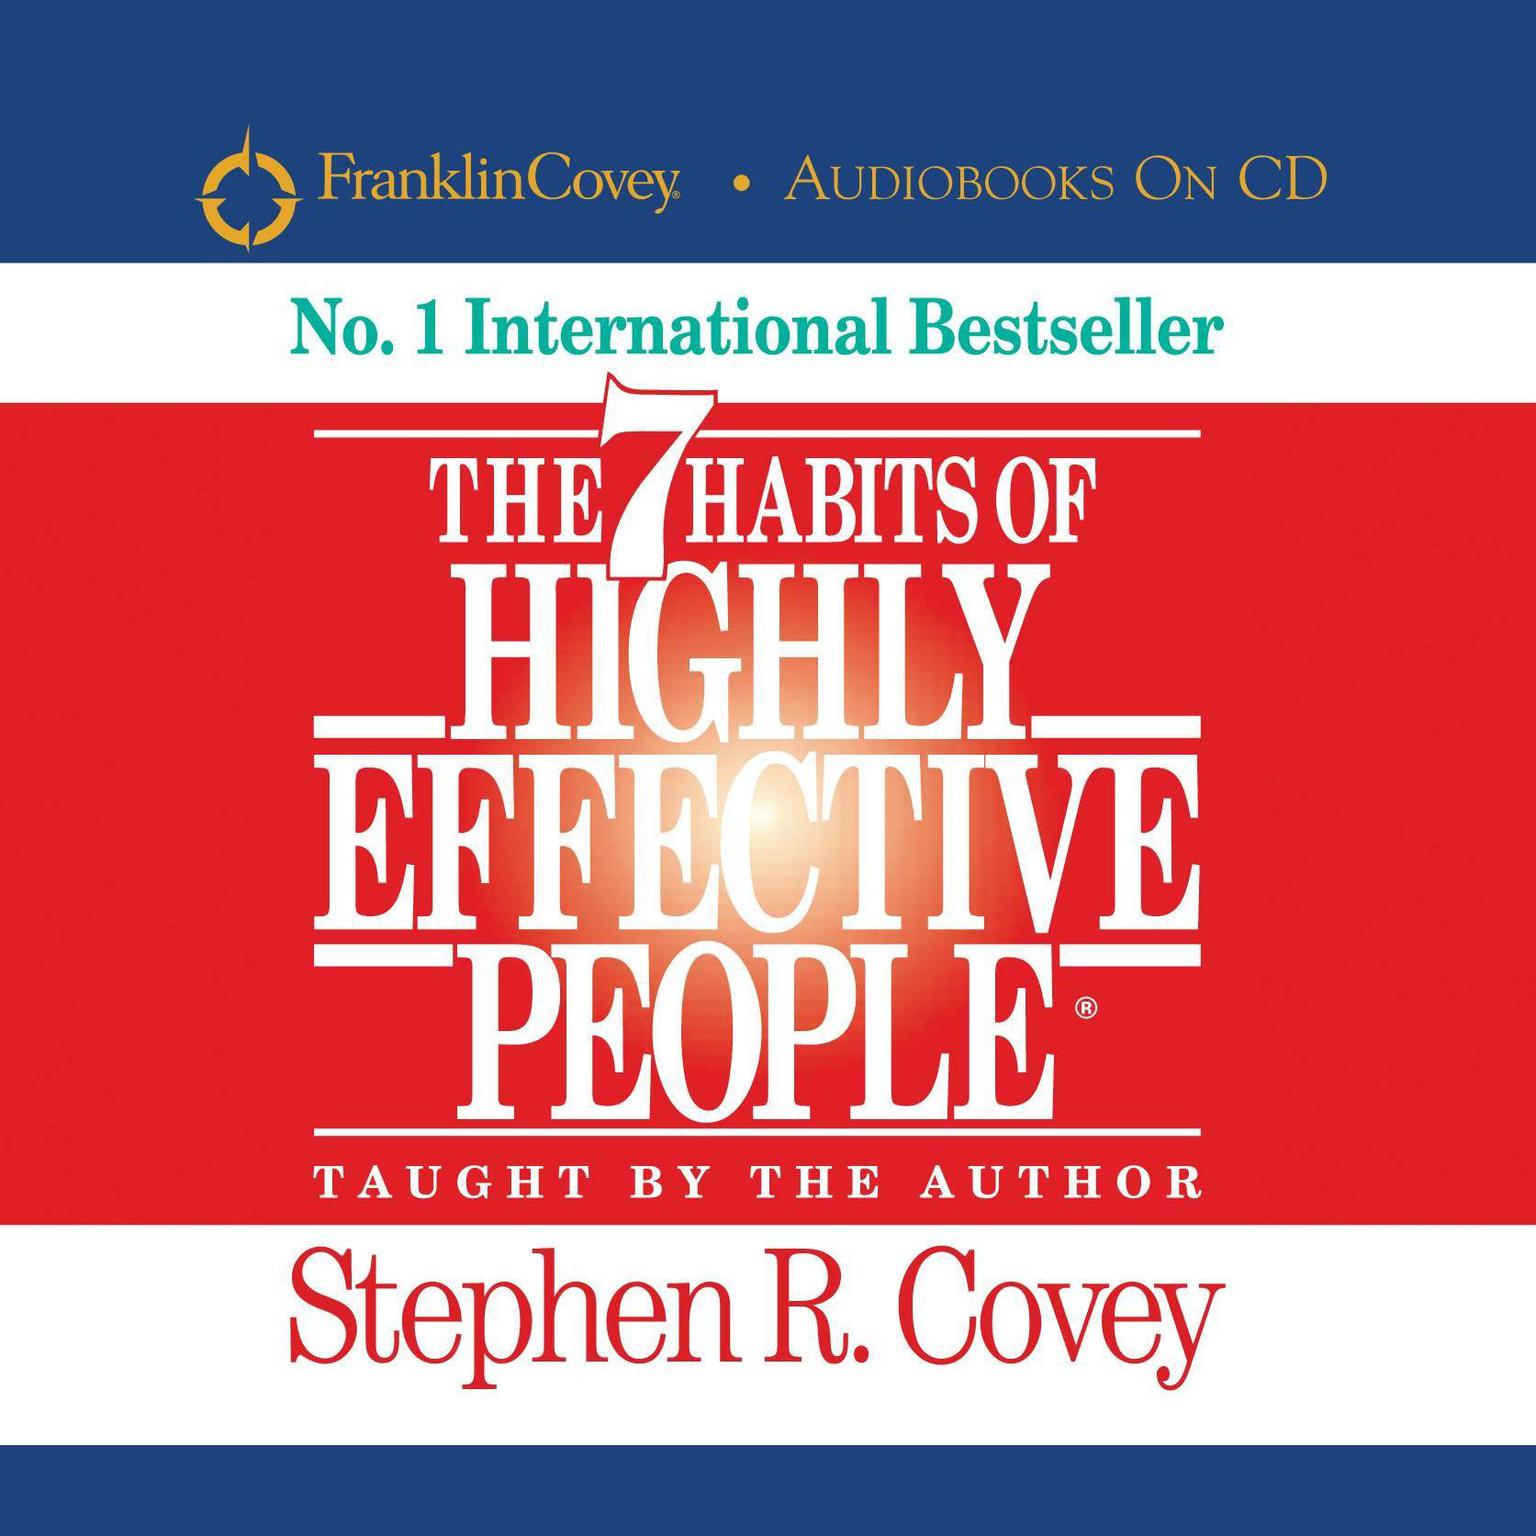 FranklinCovey® • AUDIOBOOKS ON CD
No. 1 International Bestseller
THE 7 HABITS OF
HIGHLY
EFFECTIVE
PEOPLE®
TAUGHT BY THE AUTHOR
Stephen R. Covey